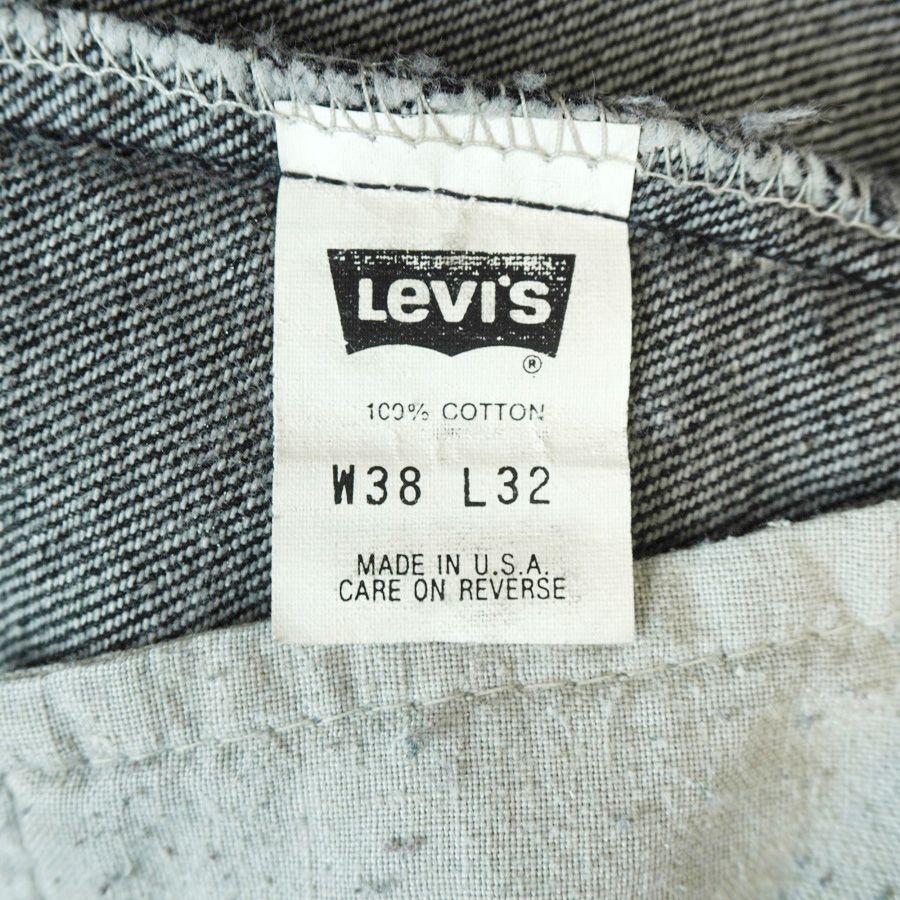 LEVI'S
®
100% COTTON
W38 L32
MADE IN U.S.A.
CARE ON REVERSE